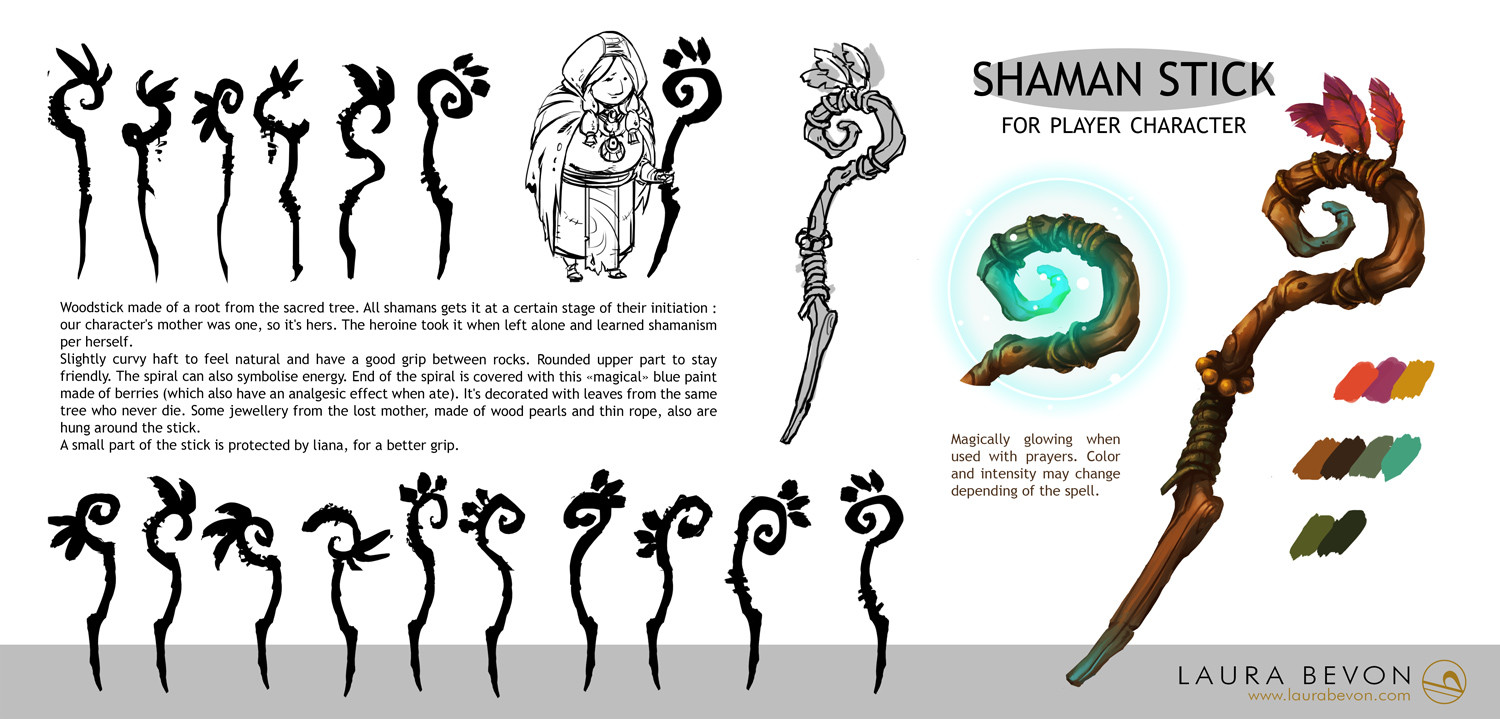 SHAMAN STICK
FOR PLAYER CHARACTER
Woodstick made of a root from the sacred tree. All shamans gets it at a certain stage of their initiation :
our character's mother was one, so it's hers. The heroine took it when left alone and learned shamanism
per herself.
Slightly curvy haft to feel natural and have a good grip between rocks. Rounded upper part to stay
friendly. The spiral can also symbolise energy. End of the spiral is covered with this «magical» blue paint
made of berries (which also have an analgesic effect when ate). It's decorated with leaves from the same
tree who never die. Some jewellery from the lost mother, made of wood pearls and thin rope, also are
hung around the stick.
A small part of the stick is protected by liana, for a better grip.
Magically glowing when
used with prayers. Color
and intensity may change
depending of the spell.
LAURA BEVON
www.laurabevon.com